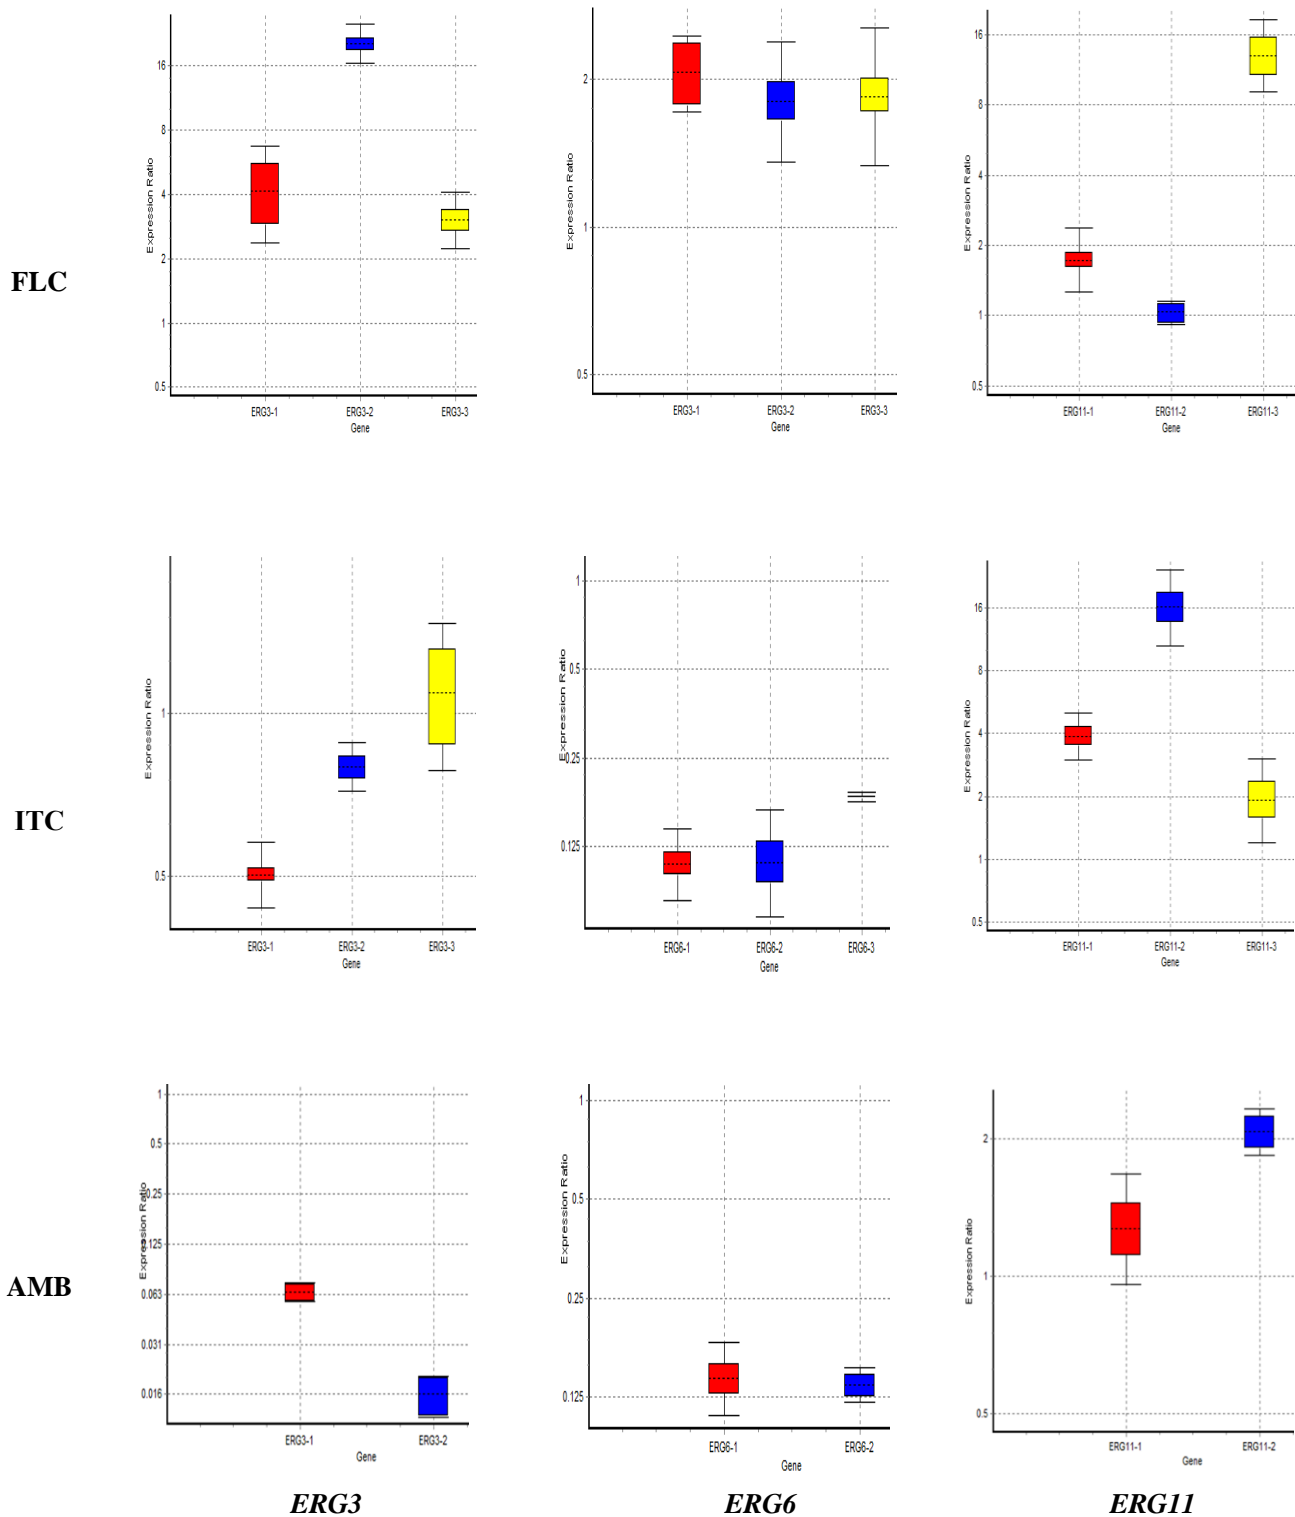 FLC
Expression Ratio
16
8
4
2
1
0.5
ERG3-1 ERG3-2 ERG3-3
Gene
Expression Ratio
2
1
0.5
ERG3-1 ERG3-2 ERG3-3
Gene
Expression Ratio
16
8
4
2
1
0.5
ERG11-1 ERG11-2 ERG11-3
Gene
ITC
Expression Ratio
1
0.5
ERG3-1 ERG3-2 ERG3-3
Gene
Expression Ratio
1
0.5
0.25
0.125
ERG6-1 ERG6-2 ERG6-3
Gene
Expression Ratio
16
8
4
2
1
0.5
ERG11-1 ERG11-2 ERG11-3
Gene
AMB
Expression Ratio
1
0.5
0.25
0.125
0.063
0.031
0.016
ERG3-1 ERG3-2
Gene
Expression Ratio
1
0.5
0.25
0.125
ERG6-1 ERG6-2
Gene
Expression Ratio
2
1
0.5
ERG11-1 ERG11-2
Gene
ERG3 ERG6 ERG11